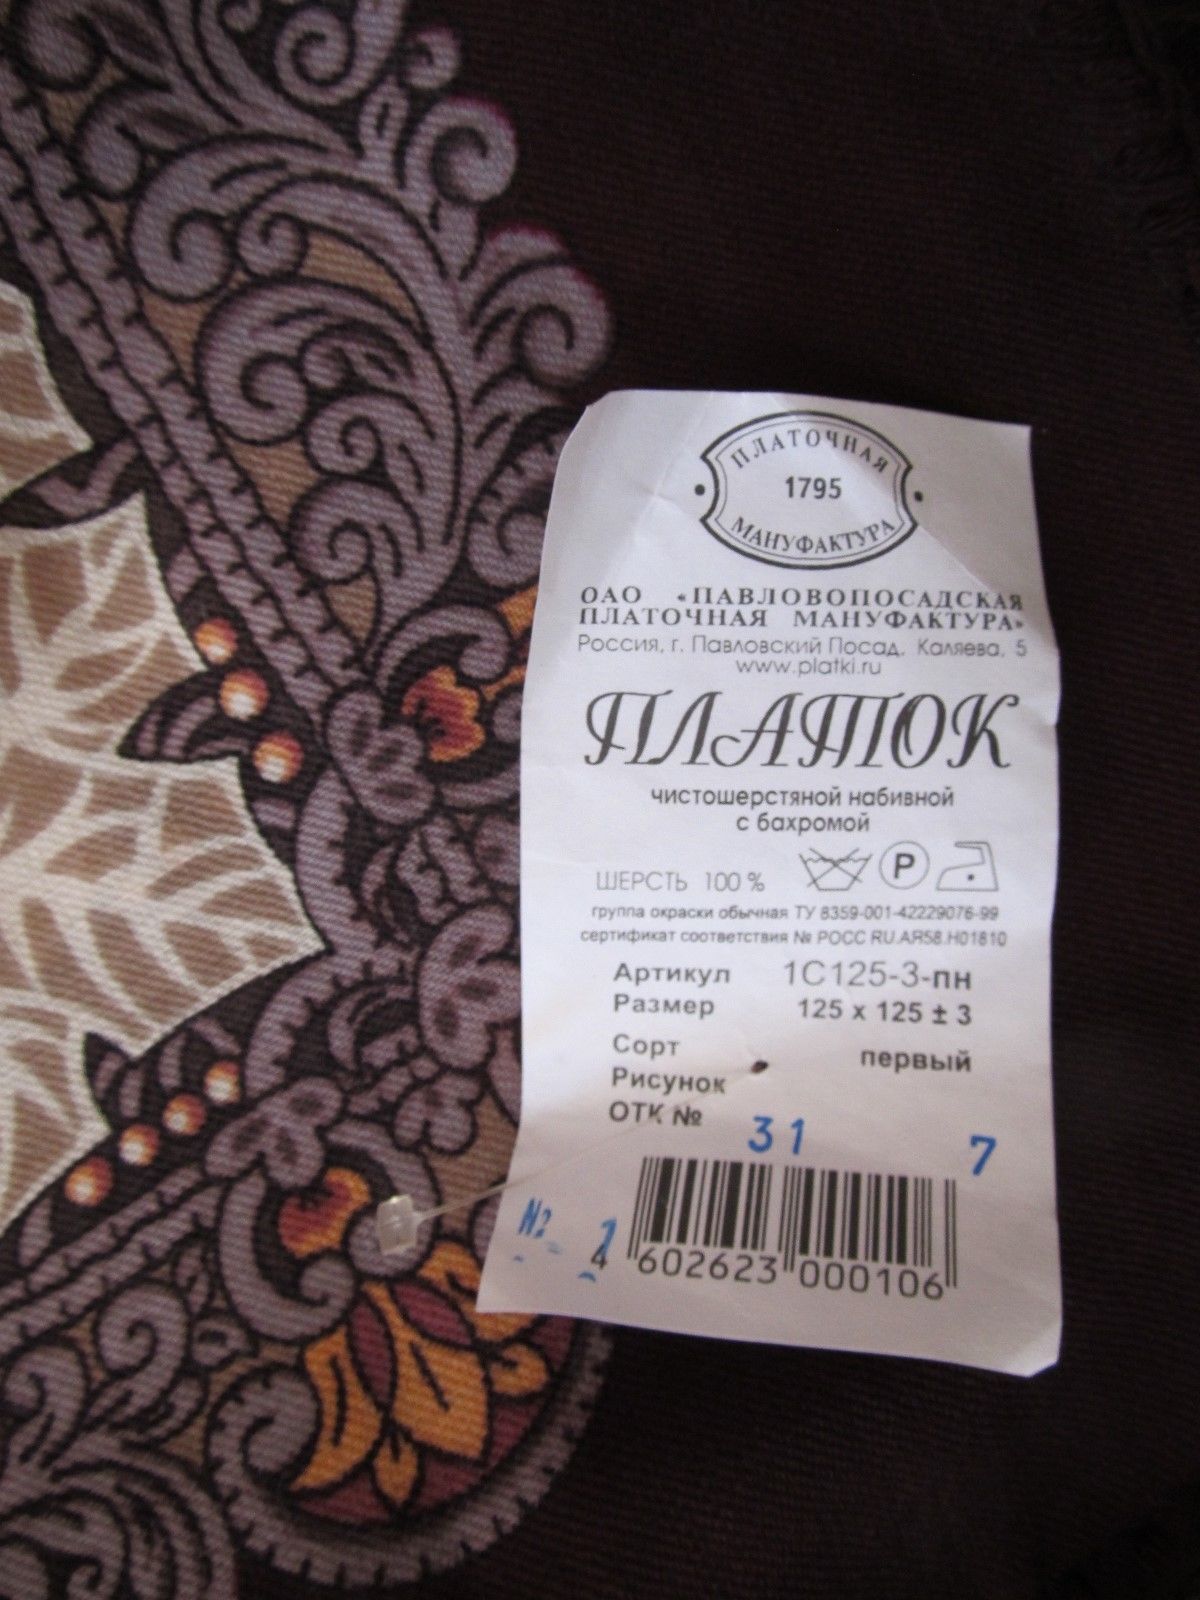 ПЛАТОЧНАЯ
1795
МАНУФАКТУРА
ОАО «ПАВЛОВОПОСАДСКАЯ
ПЛАТОЧНАЯ МАНУФАКТУРА»
Россия, г. Павловский Посад, Каляева, 5
www.platki.ru
ПЛАТОК
чистошерстяной набивной
с бахромой
ШЕРСТЬ 100 % P
группа окраски обычная ТУ 8359-001-42229076-99
сертификат соответствия № РОСС RU.АЯ58.Н01810
Артикул 1С125-3-пн
Размер 125 х 125 ± 3
Сорт первый
Рисунок
ОТК №
31 7
№
4 602623 000106